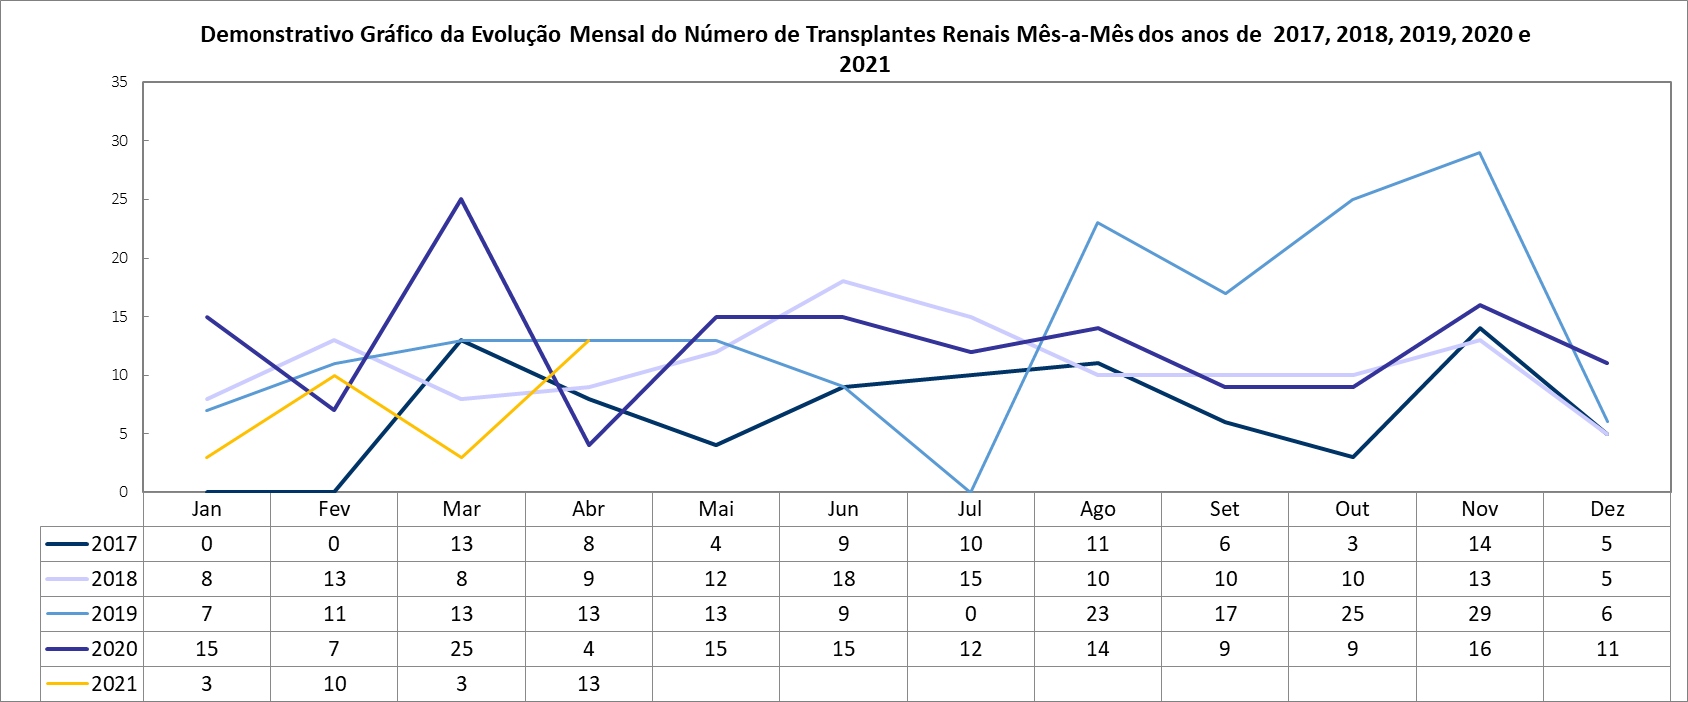 Demonstrativo Gráfico da Evolução Mensal do Número de Transplantes Renais Mês-a-Mês dos anos de 2017, 2018, 2019, 2020 e
2021
35
30
25
20
15
10
5
0
Jan Fev Mar Abr Mai Jun Jul Ago Set Out Nov Dez
2017 0 0 13 8 4 9 10 11 6 3 14 5
2018 8 13 8 9 12 18 15 10 10 10 13 5
2019 7 11 13 13 13 9 0 23 17 25 29 6
2020 15 7 25 4 15 15 12 14 9 9 16 11
2021 3 10 3 13